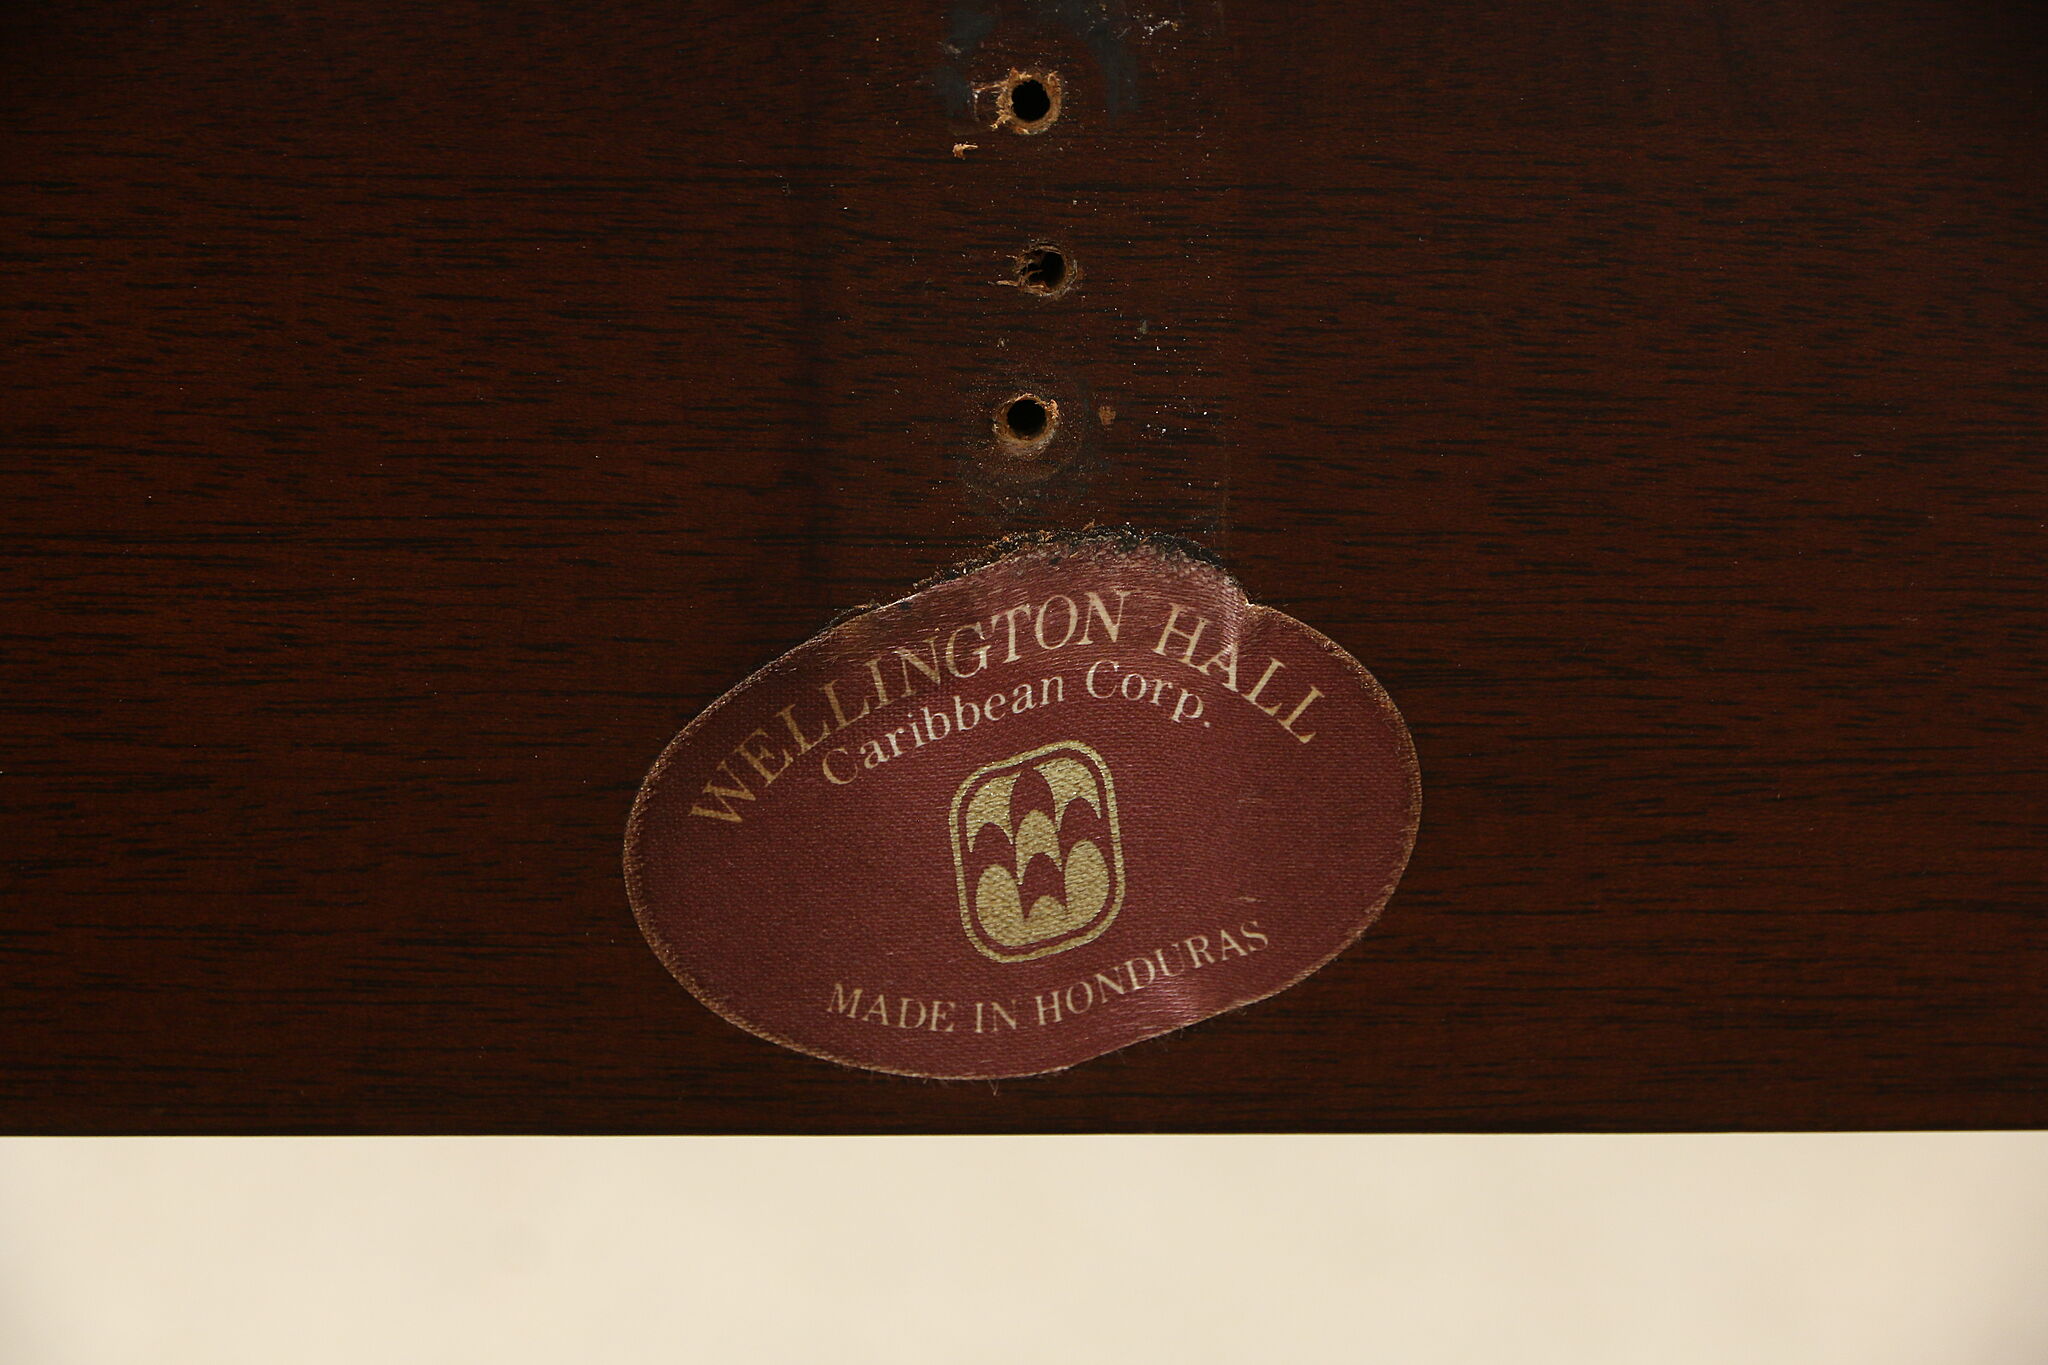 WELLINGTON HALL
Caribbean Corp.
MADE IN HONDURAS